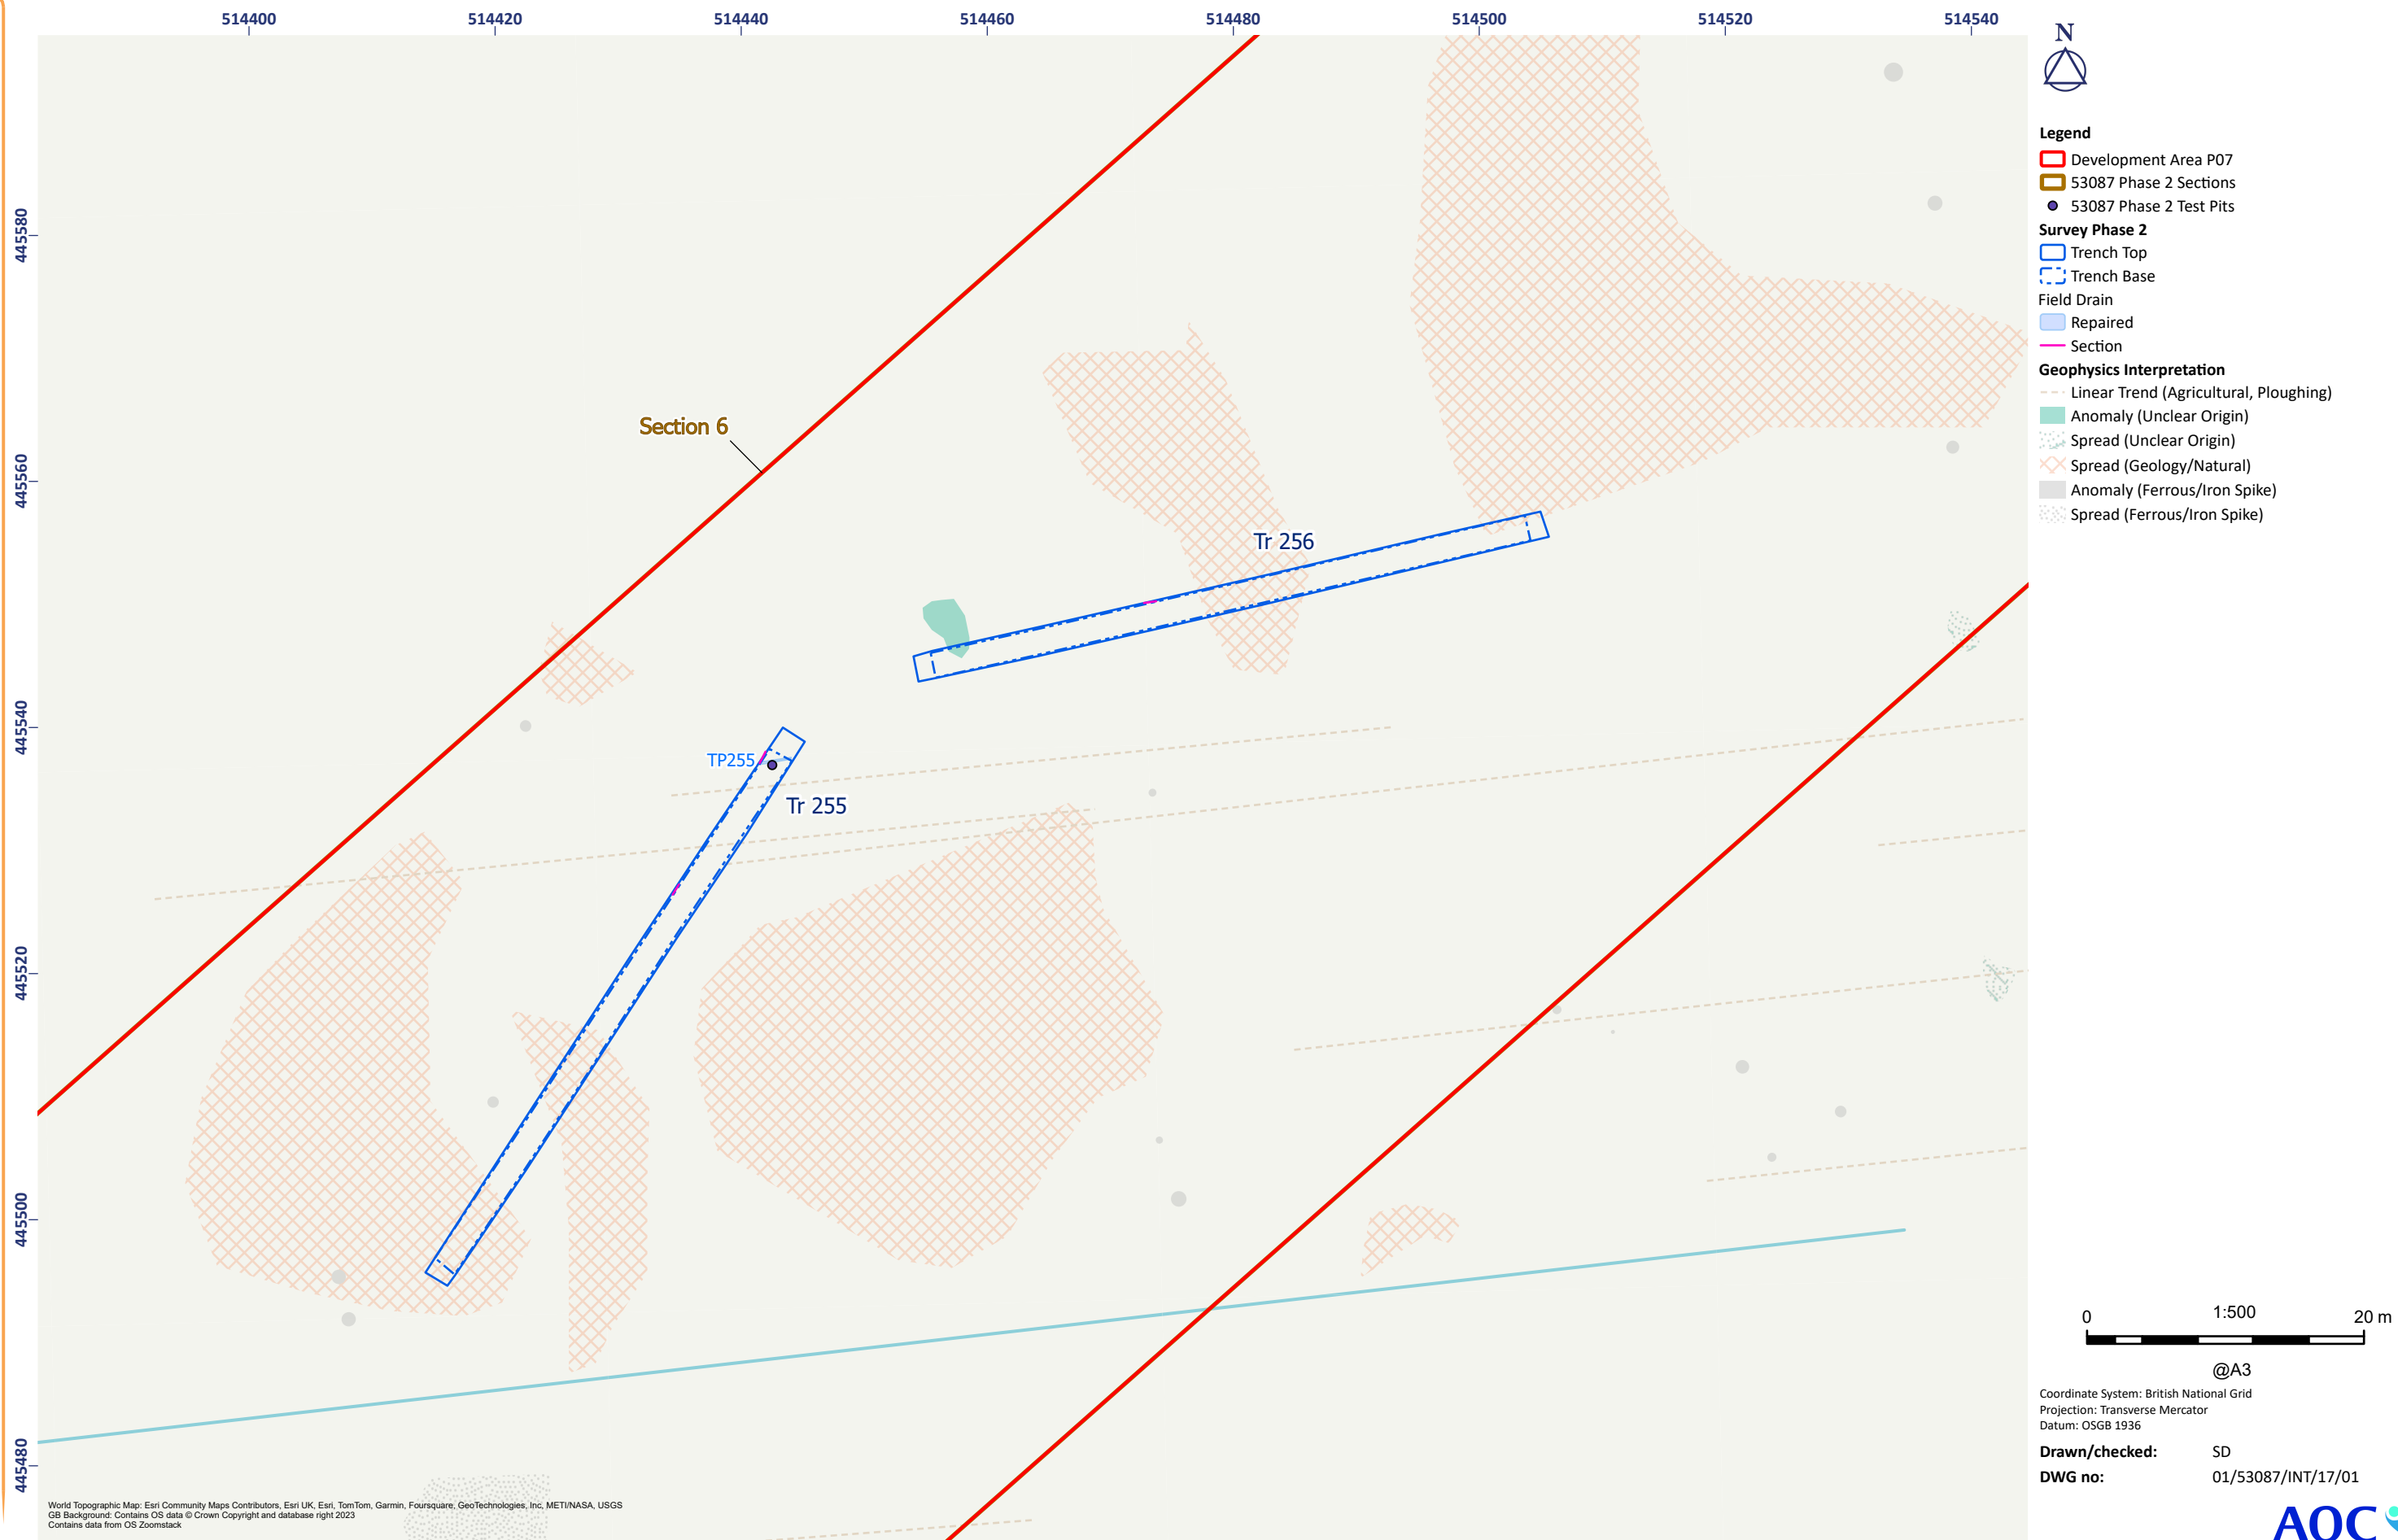 514400 514420 514440 514460 514480 514500 514520 514540
445580
445560
445540
445520
445500
445480
Section 6
Tr 256
TP255
Tr 255
World Topographic Map: Esri Community Maps Contributors, Esri UK, Esri, TomTom, Garmin, Foursquare, GeoTechnologies, Inc, METI/NASA, USGS
GB Background: Contains OS data © Crown Copyright and database right 2023
Contains data from OS Zoomstack
N
Legend
Development Area P07
53087 Phase 2 Sections
53087 Phase 2 Test Pits
Survey Phase 2
Trench Top
Trench Base
Field Drain
Repaired
Section
Geophysics Interpretation
Linear Trend (Agricultural, Ploughing)
Anomaly (Unclear Origin)
Spread (Unclear Origin)
Spread (Geology/Natural)
Anomaly (Ferrous/Iron Spike)
Spread (Ferrous/Iron Spike)
0 1:500 20 m
@A3
Coordinate System: British National Grid
Projection: Transverse Mercator
Datum: OSGB 1936
Drawn/checked: SD
DWG no: 01/53087/INT/17/01
AOC